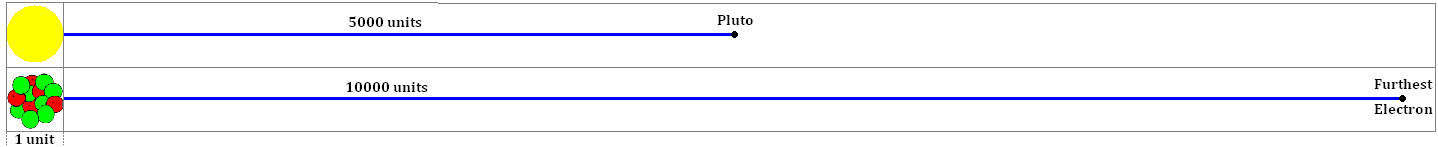 5000 units
Pluto
10000 units
Furthest
Electron
1 unit